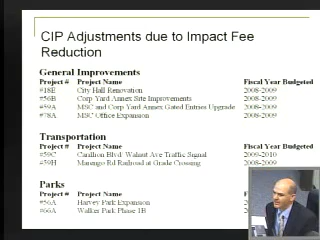 CIP Adjustments due to Impact Fee
Reduction
General Improvements
Project # Project Name Fiscal Year Budgeted
#18E City Hall Renovation 2008-2009
#56B Corp Yard Annex Site Improvements 2008-2009
#59A MSC and Corp Yard Annex Gated Entries Upgrade 2008-2009
#78A MSC Office Expansion 2008-2009
Transportation
Project # Project Name Fiscal Year Budgeted
#59C Carillion Blvd/ Walnut Ave Traffic Signal 2009-2010
#59H Marengo Rd Railroad at Grade Crossing 2008-2009
Parks
Project # Project Name Fiscal Year Budgeted
#56A Harvey Park Expansion
#66A Walker Park Phase 1B